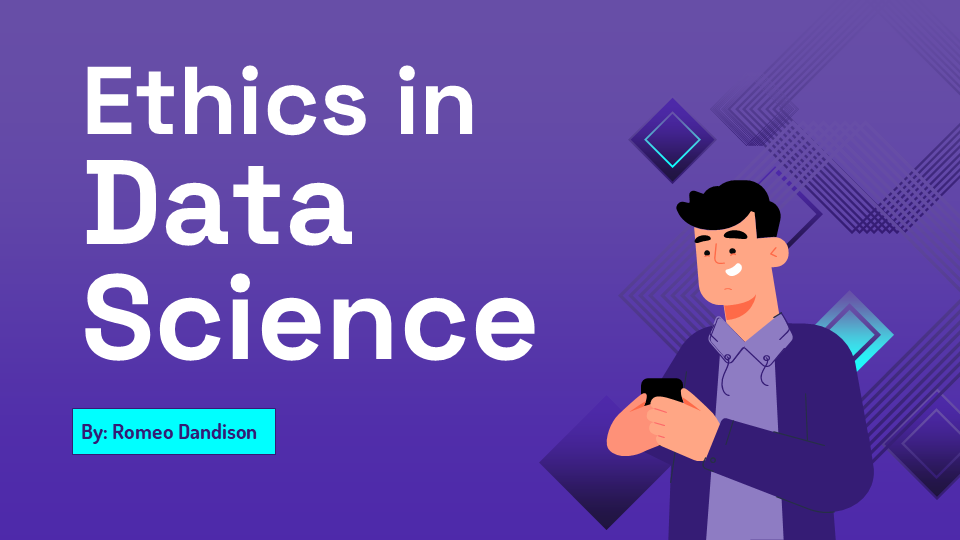 Ethics in
Data
Science
By: Romeo Dandison